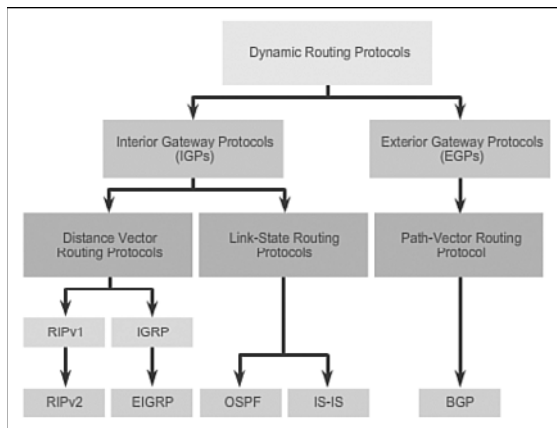 Dynamic Routing Protocols
Interior Gateway Protocols
(IGPs)
Exterior Gateway Protocols
(EGPs)
Distance Vector
Routing Protocols
Link-State Routing
Protocols
Path-Vector Routing
Protocol
RIPv1
IGRP
RIPv2
EIGRP
OSPF
IS-IS
BGP